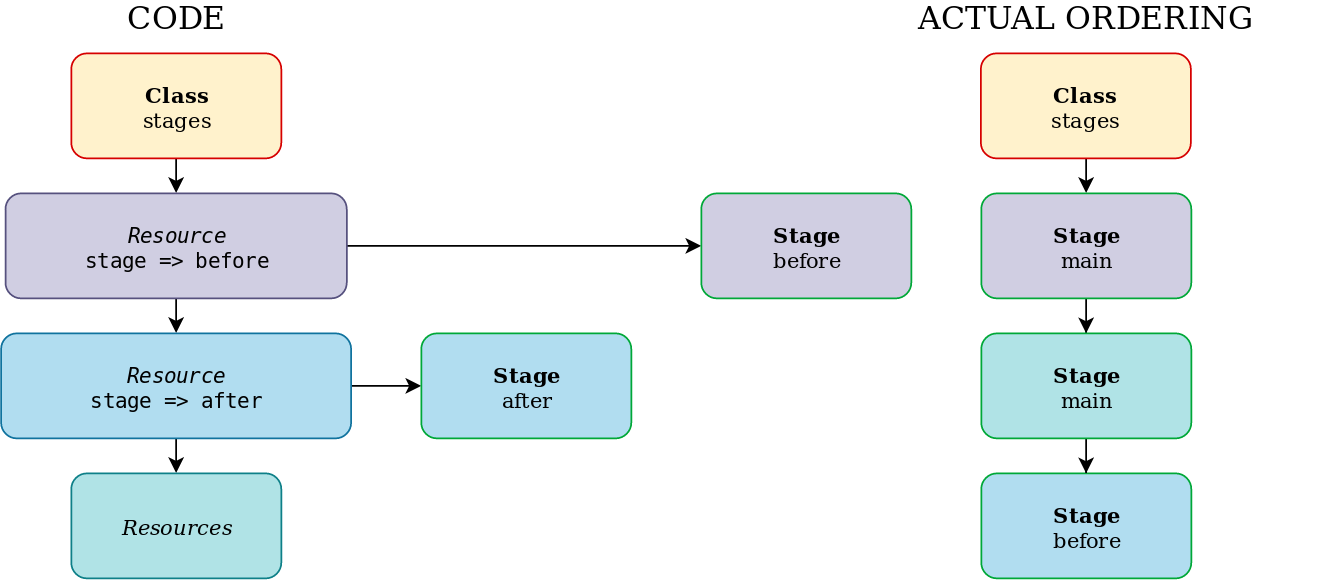 CODE
ACTUAL ORDERING
Class
stages
Class
stages
Resource
stage => before
Stage
before
Stage
main
Resource
stage => after
Stage
after
Stage
main
Resources
Stage
before